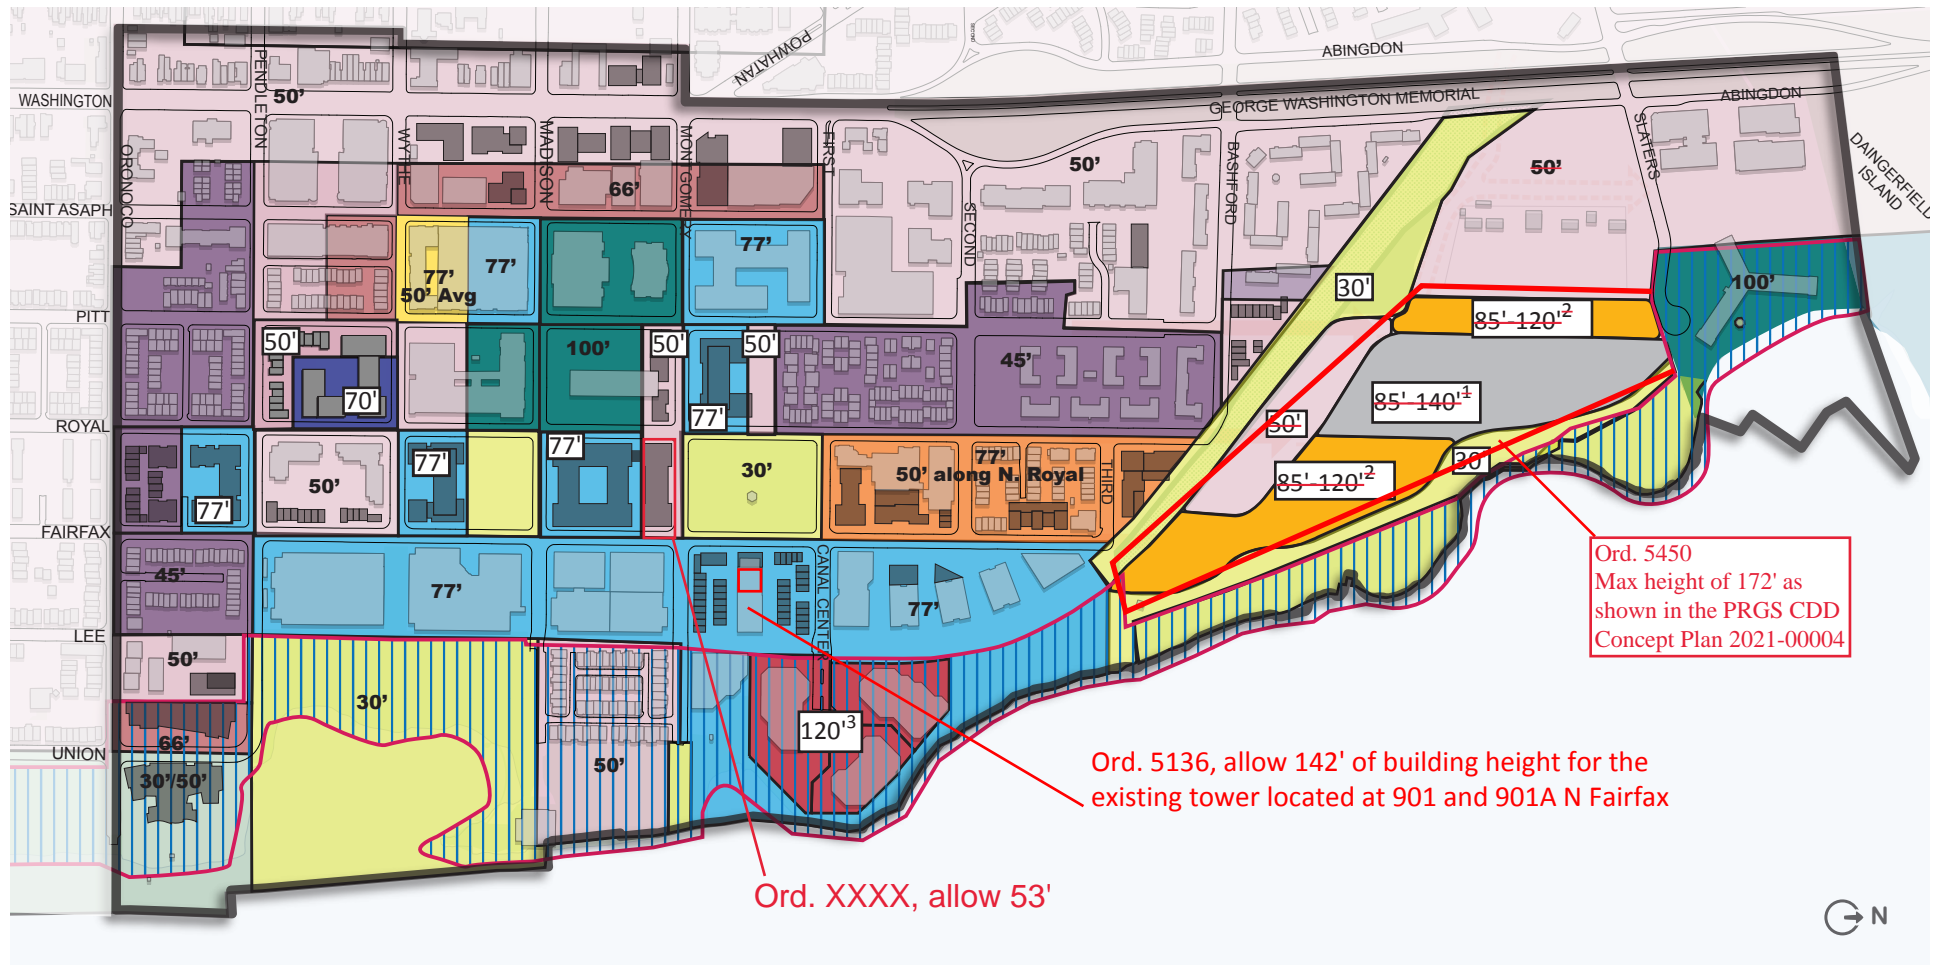 POWHATAN
SECOND
ABINGDON
PENDLETON
50’
WASHINGTON
GEORGE WASHINGTON MEMORIAL
ABINGDON
ORONOCO
WYTHE
MADISON
MONTGOMERY
FIRST
50’
BASHFORD
50'
SLATERS
DAINGERFIELD
ISLAND
66’
SAINT ASAPH
SECOND
77’
50’ Avg
77’
77’
30'
100’
PITT
85'-120'2
50'
100’
50'
50'
45’
70'
77'
85'-140'1
50'
ROYAL
77'
77'
30’
77’
50’ along N. Royal
THIRD
30'
85'-120'2
50’
77'
FAIRFAX
45’
77’
CANAL CENTER
77’
Ord. 5450
Max height of 172' as
shown in the PRGS CDD
Concept Plan 2021-00004
LEE
50’
30’
120'3
66’
UNION
30’/50’
50’
Ord. 5136, allow 142' of building height for the
existing tower located at 901 and 901A N Fairfax
Ord. XXXX, allow 53'
N